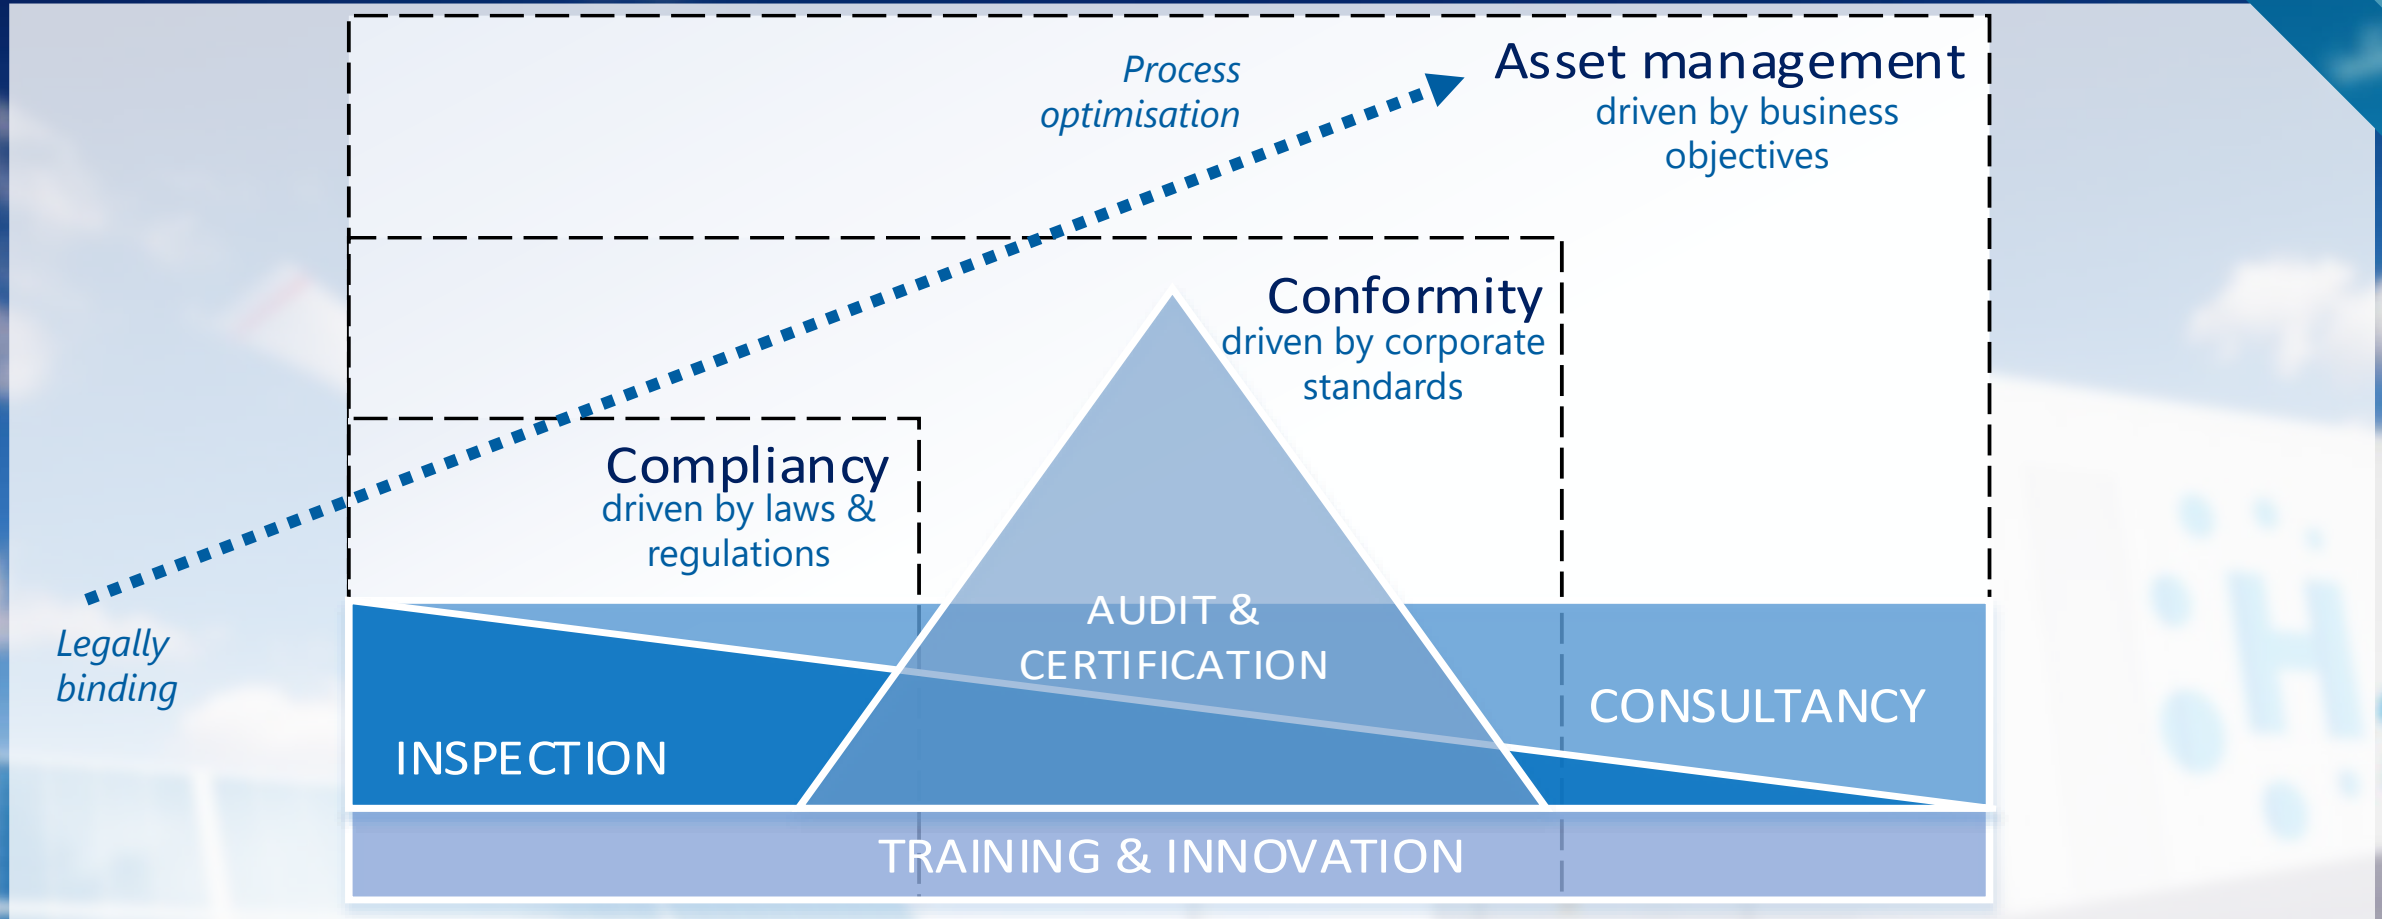 Process
optimisation
Asset management
driven by business
objectives
Conformity
driven by corporate
standards
Compliancy
driven by laws &
regulations
Legally
binding
AUDIT &
CERTIFICATION
INSPECTION
CONSULTANCY
TRAINING & INNOVATION
H